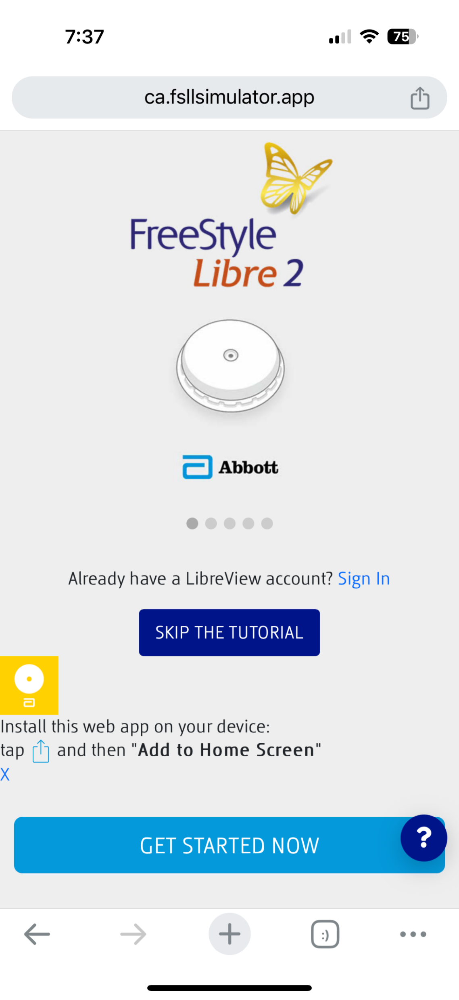 7:37
75
ca.fsllsimulator.app
FreeStyle
Libre 2
Abbott
Already have a LibreView account? Sign In
SKIP THE TUTORIAL
Install this web app on your device:
tap and then "Add to Home Screen"
X
GET STARTED NOW
?
:)